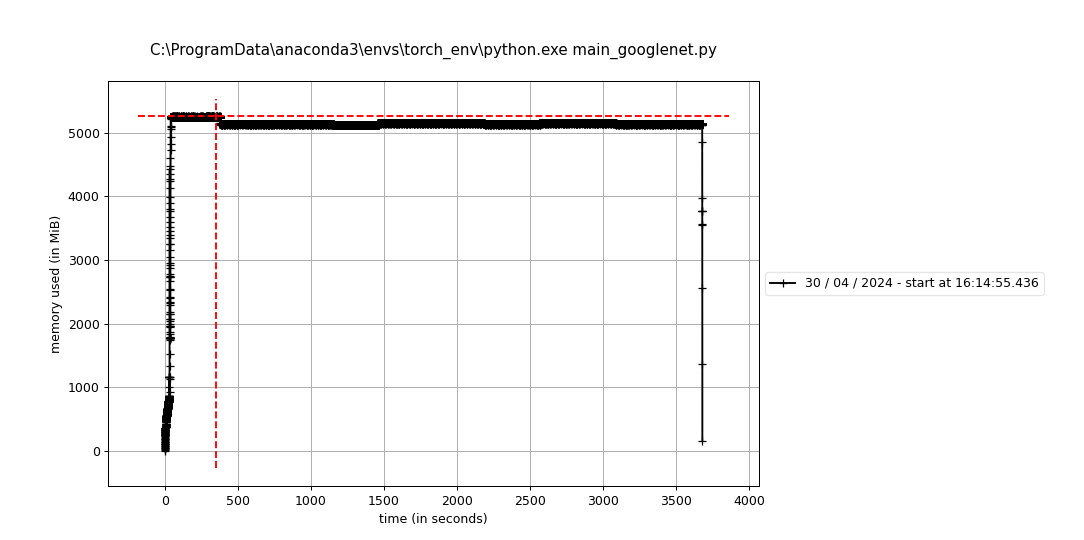 C:\ProgramData\anaconda3\envs\torch_env\python.exe main_googlenet.py
5000
4000
3000
2000
1000
0
memory used (in MiB)
0 500 1000 1500 2000 2500 3000 3500 4000
time (in seconds)
30 / 04 / 2024 - start at 16:14:55.436